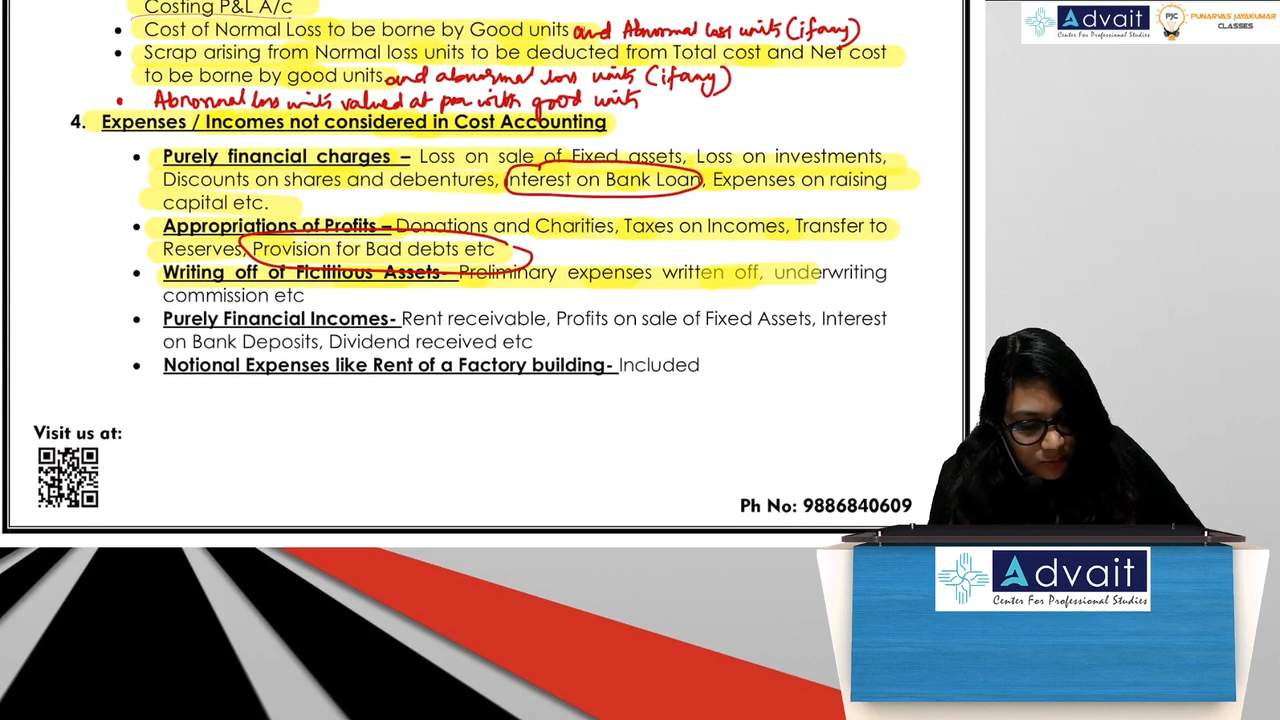 Costing P&L A/c
• Cost of Normal Loss to be borne by Good units and Abnormal loss units (if any)
• Scrap arising from Normal loss units to be deducted from Total cost and Net cost
to be borne by good units and abnormal loss units (if any)
• Abnormal loss units valued at par with good units
4. Expenses / Incomes not considered in Cost Accounting
• Purely financial charges – Loss on sale of Fixed assets, Loss on investments,
Discounts on shares and debentures, Interest on Bank Loan, Expenses on raising
capital etc.
• Appropriations of Profits – Donations and Charities, Taxes on Incomes, Transfer to
Reserves, Provision for Bad debts etc
• Writing off of Fictitious Assets- Preliminary expenses written off, underwriting
commission etc
• Purely Financial Incomes- Rent receivable, Profits on sale of Fixed Assets, Interest
on Bank Deposits, Dividend received etc
• Notional Expenses like Rent of a Factory building- Included
Visit us at:
Ph No: 9886840609
Advait
Center For Professional Studies
PJC
PUNARVAS JAYAKUMAR
CLASSES
Advait
Center For Professional Studies